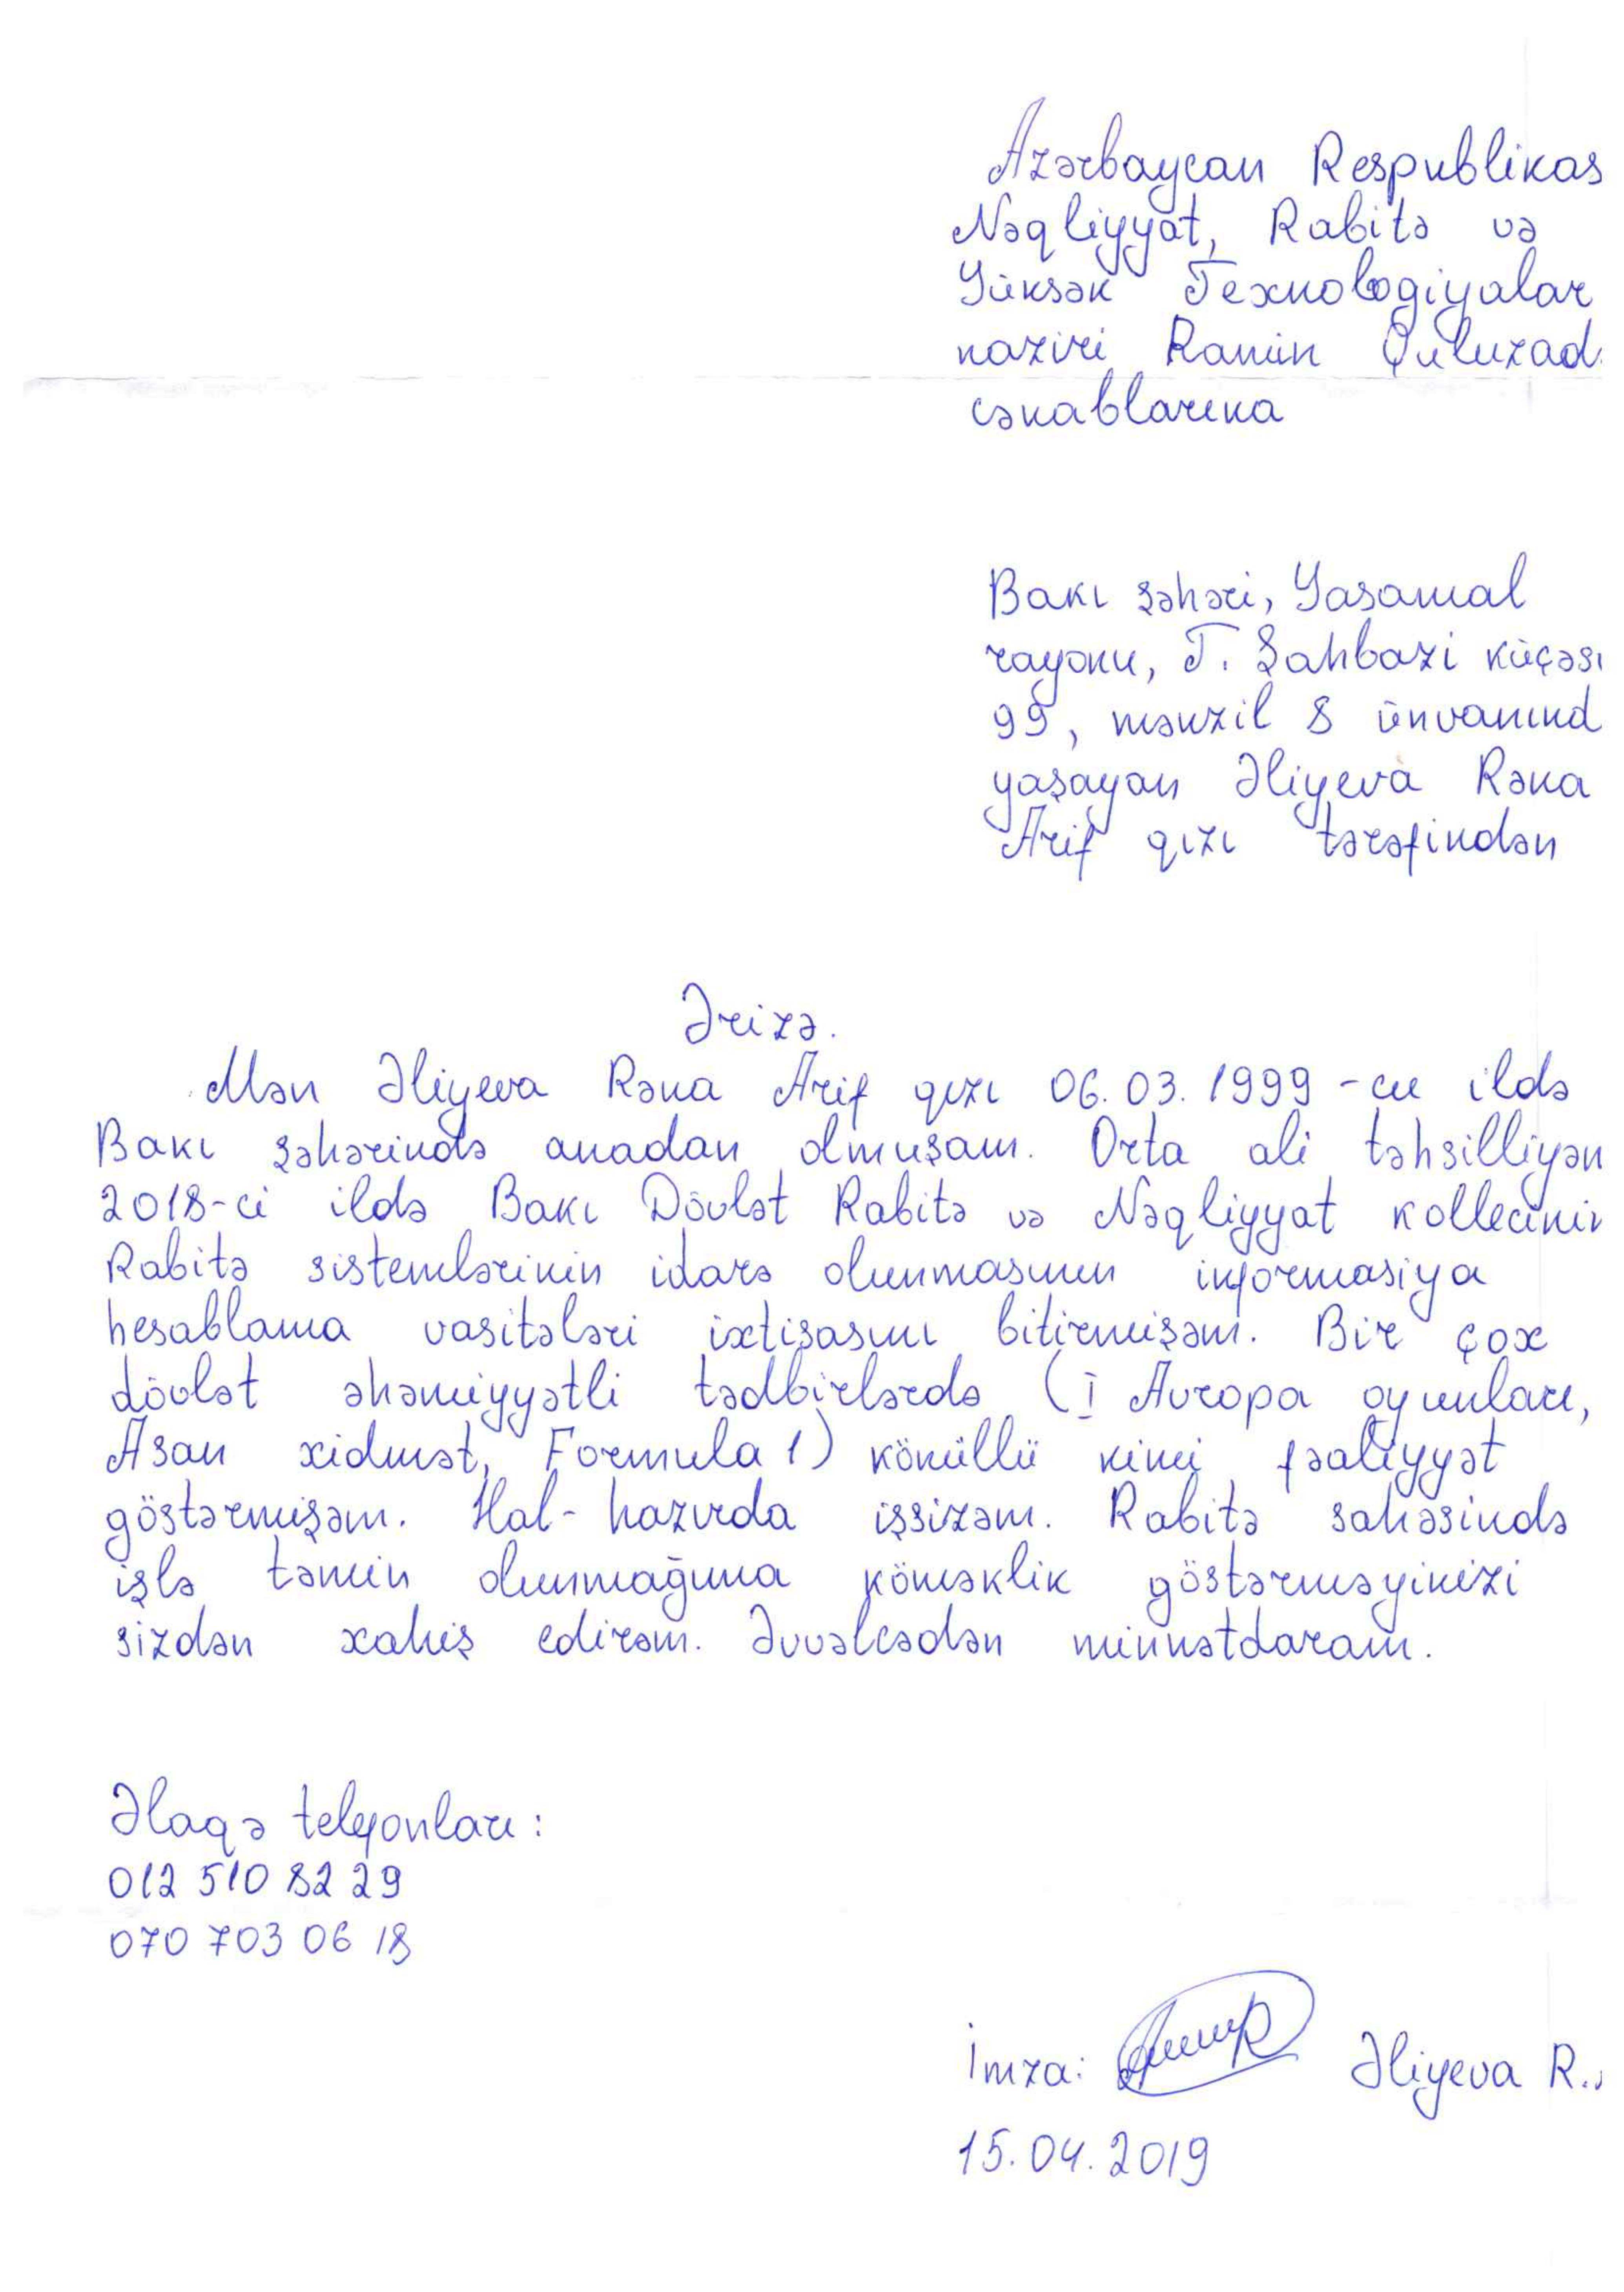 Azərbaycan Respublikas
Nəqliyyat, Rabitə və
Yüksək Texnologiyalar
naziri Ramin Quluzad
cənablarına
Bakı şəhəri, Yasamal
rayonu, T. Şahbazi küçəsi
99, mənzil 8 ünvanınd
yaşayan Əliyeva Rəna
Arif qızı tərəfindən
Ərizə.
Mən Əliyeva Rəna Arif qızı 06.03.1999-cu ildə
Bakı şəhərində anadan olmuşam. Orta ali təhsilliyəm
2018-ci ildə Bakı Dövlət Rabitə və Nəqliyyat kollecinin
Rabitə sistemlərinin idarə olunmasının informasiya
hesablama vasitələri ixtisasını bitirmişəm. Bir çox
dövlət əhəmiyyətli tədbirlərdə (I Avropa oyunları,
Asan xidmət, Formula 1) könüllü kimi fəaliyyət
göstərmişəm. Hal-hazırda işsizəm. Rabitə sahəsində
işlə təmin olunmağıma köməklik göstərməyinizi
sizdən xahiş edirəm. Əvvəlcədən minnətdaram.
Əlaqə telefonları:
012 510 82 29
070 703 06 18
İmza: Əliyeva R.
15.04.2019